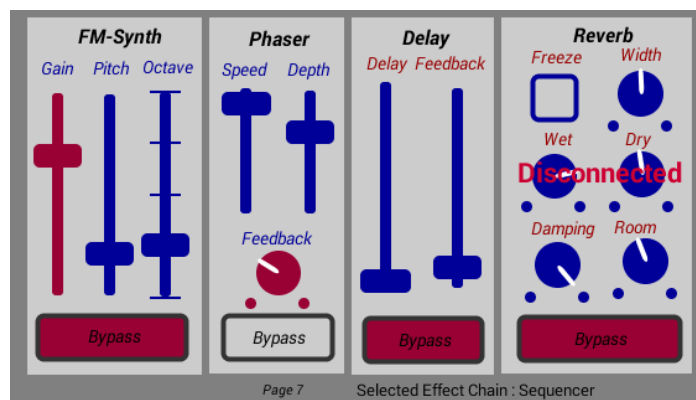 FM-Synth
Gain Pitch Octave
Bypass
Phaser
Speed Depth
Feedback
Bypass
Delay
Delay Feedback
Bypass
Reverb
Freeze Width
Wet Dry
Disconnected
Damping Room
Bypass
Page 7
Selected Effect Chain : Sequencer